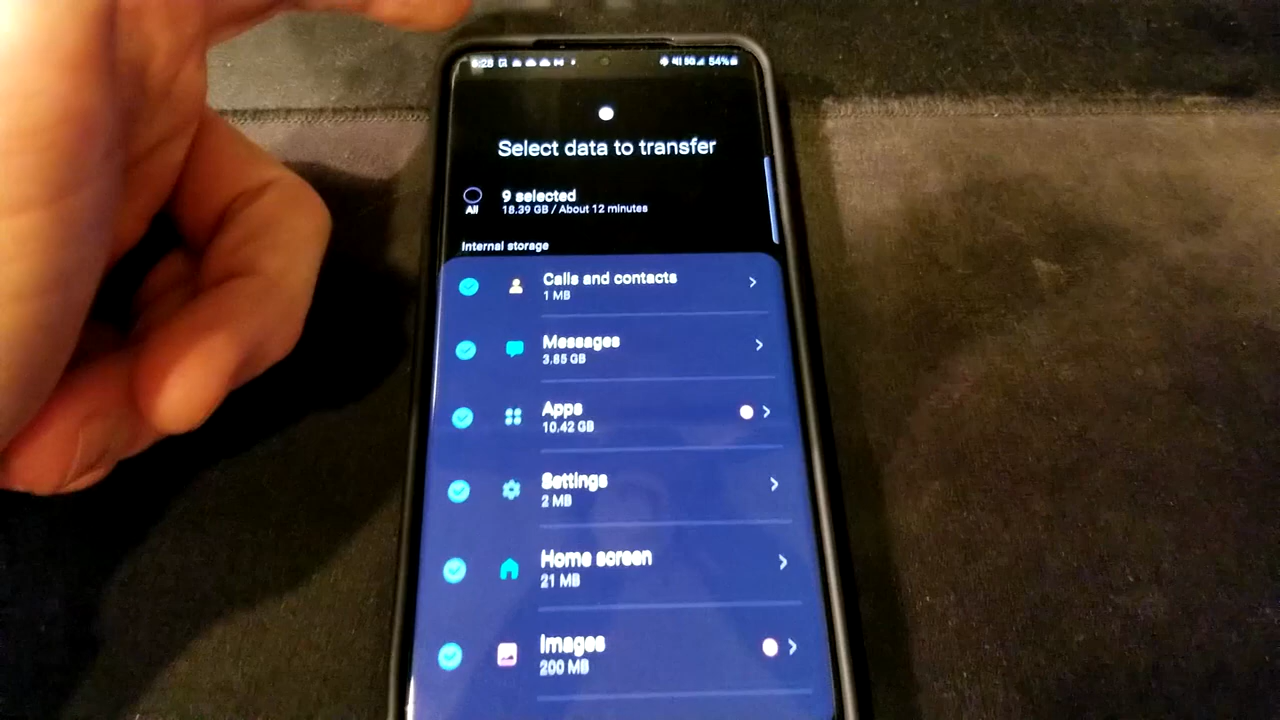 54%
Select data to transfer
9 selected
All
18.39 GB / About 12 minutes
Internal storage
Calls and contacts
1 MB
Messages
3.85 GB
Apps
10.42 GB
Settings
2 MB
Home screen
21 MB
Images
200 MB